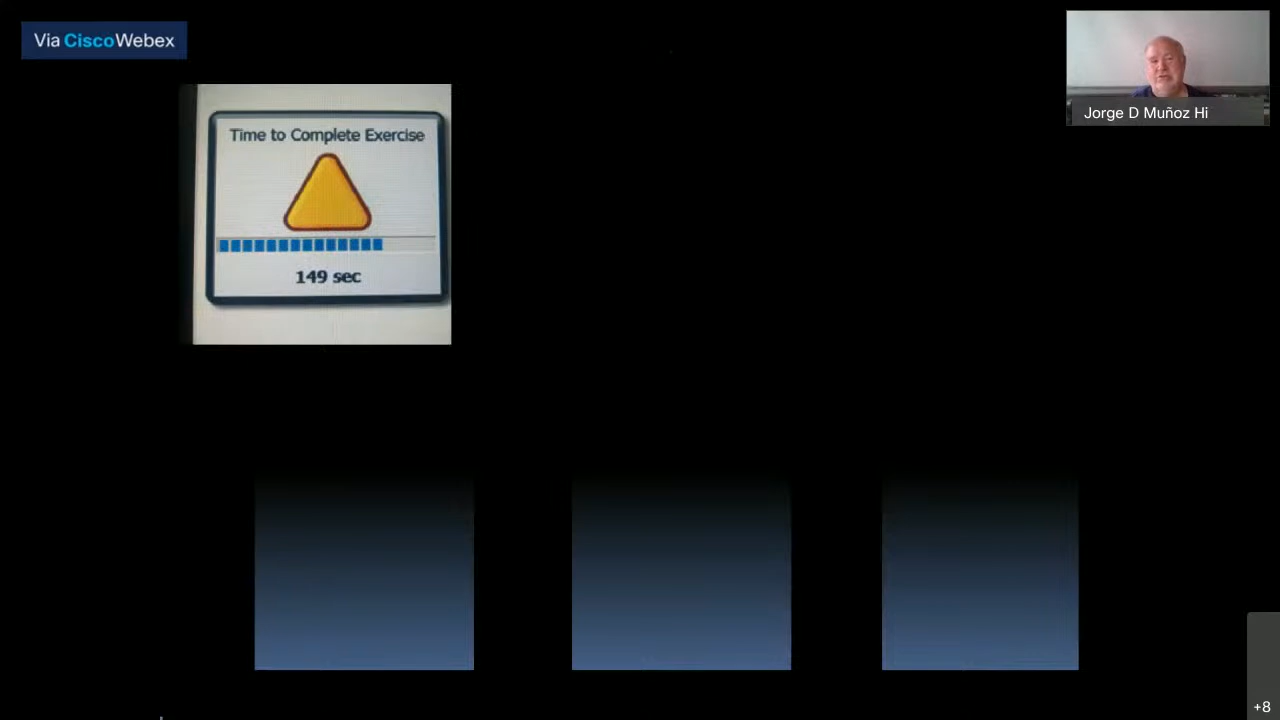 Via CiscoWebex
Jorge D Muñoz Hi
Time to Complete Exercise
149 sec
+8